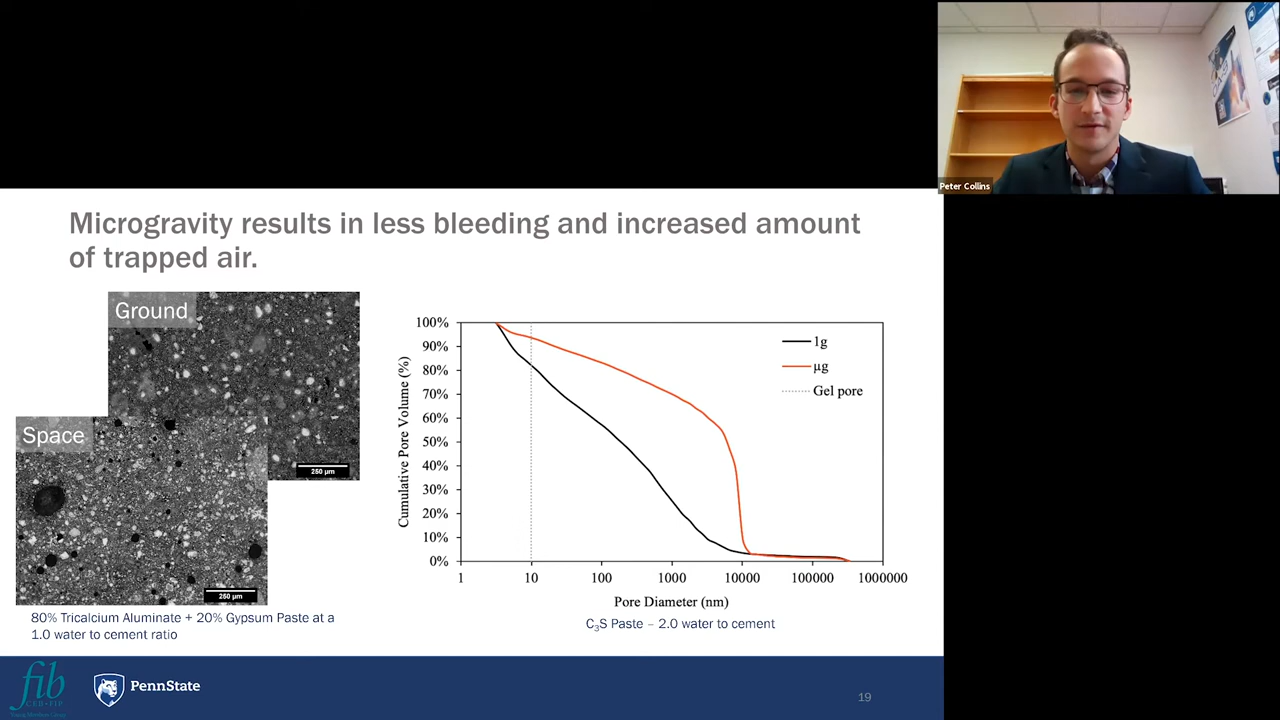 Peter Collins
Microgravity results in less bleeding and increased amount
of trapped air.
Ground
250 µm
Space
250 µm
80% Tricalcium Aluminate + 20% Gypsum Paste at a
1.0 water to cement ratio
Cumulative Pore Volume (%)
100%
90%
80%
70%
60%
50%
40%
30%
20%
10%
0%
1 10 100 1000 10000 100000 1000000
Pore Diameter (nm)
1g
µg
Gel pore
C₃S Paste – 2.0 water to cement
fib
CEB-FIP
PennState
19